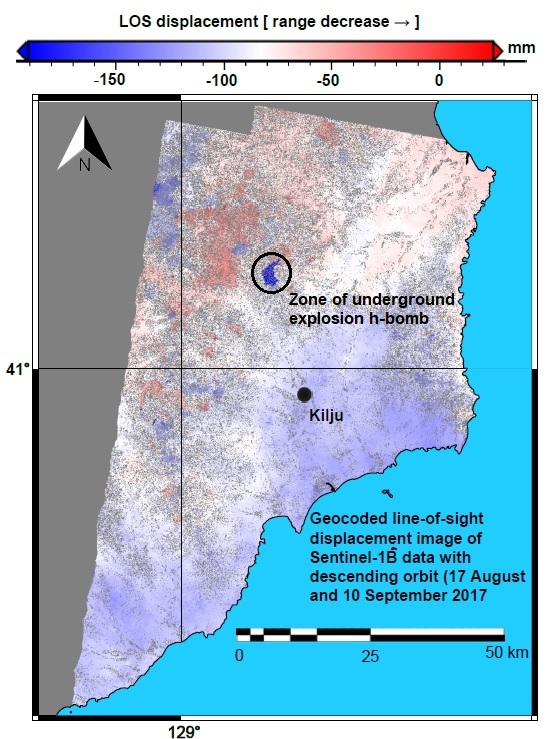 LOS displacement [ range decrease → ]
mm
-150 -100 -50 0
N
Zone of underground
explosion h-bomb
41°
Kilju
Geocoded line-of-sight
displacement image of
Sentinel-1B data with
descending orbit (17 August
and 10 September 2017
0 25 50 km
129°